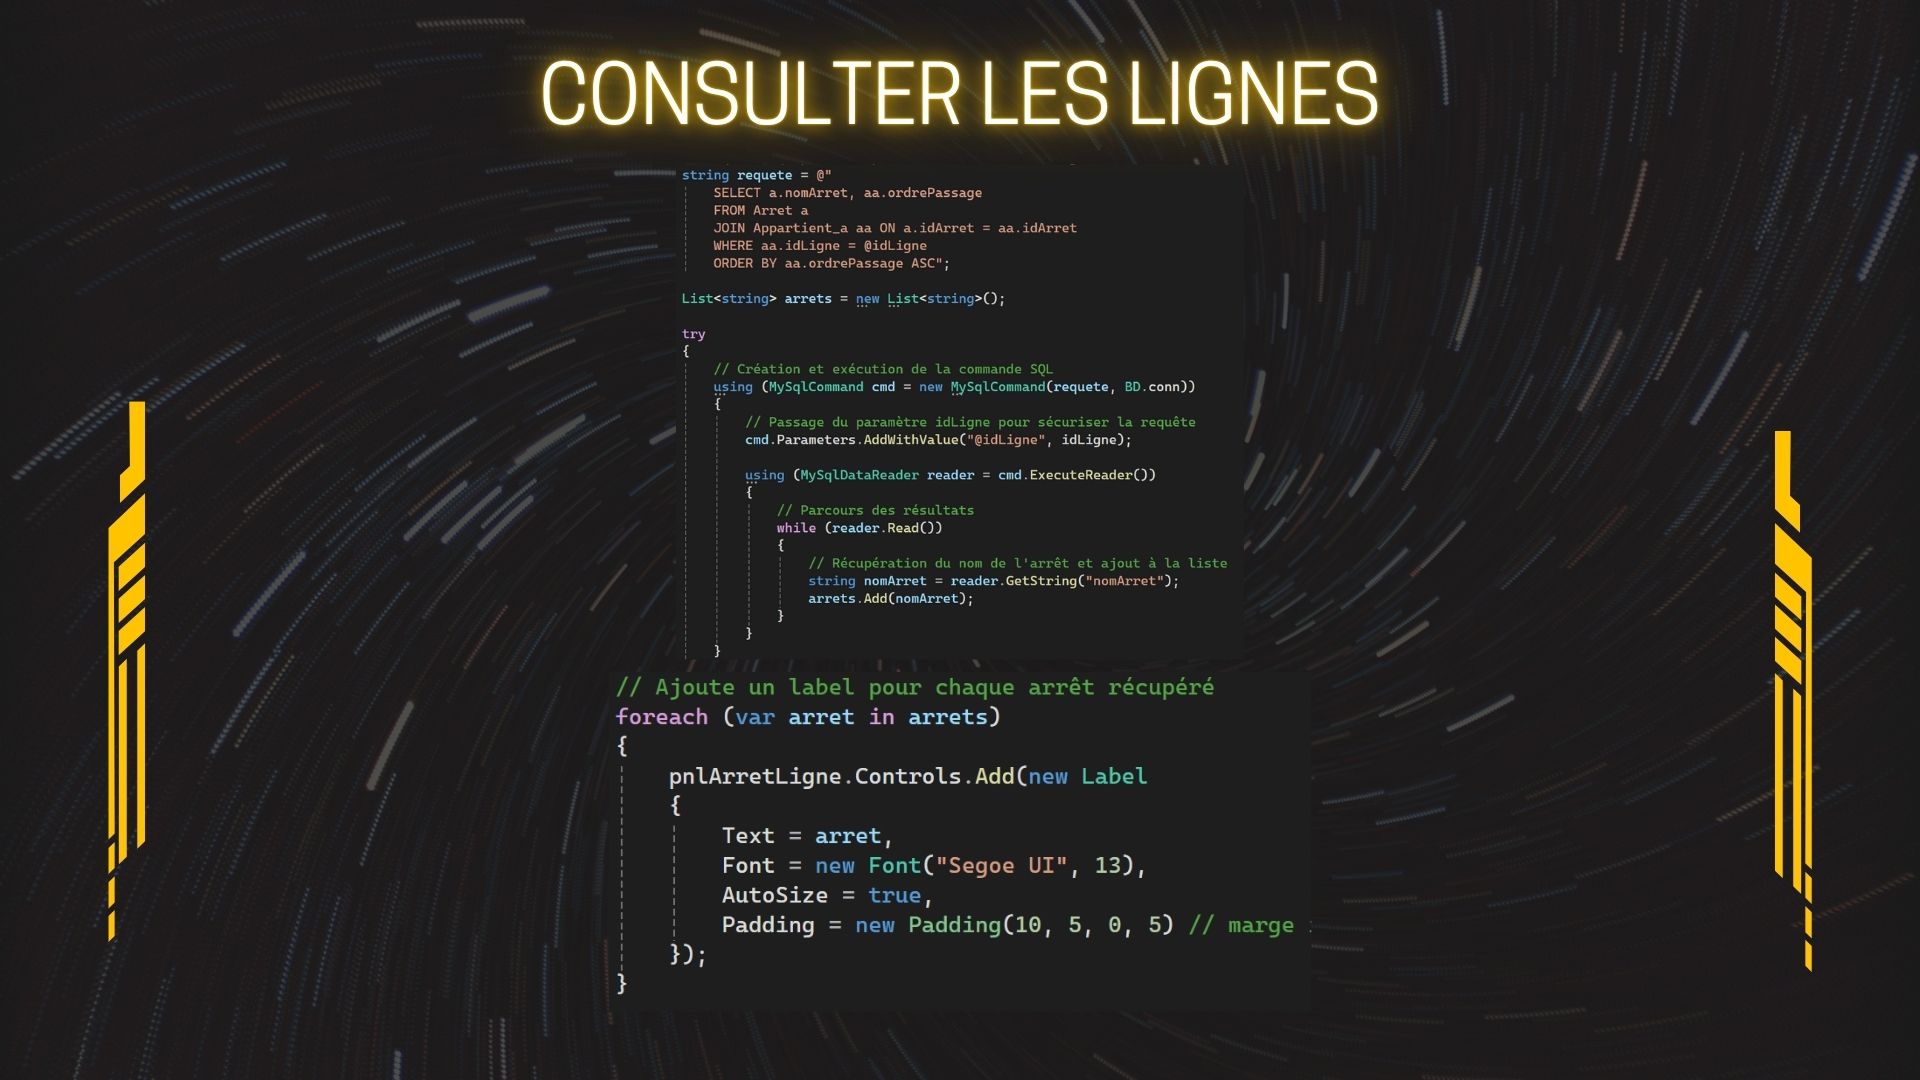 CONSULTER LES LIGNES
string requete = @"
SELECT a.nomArret, aa.ordrePassage
FROM Arret a
JOIN Appartient_a aa ON a.idArret = aa.idArret
WHERE aa.idLigne = @idLigne
ORDER BY aa.ordrePassage ASC";
List<string> arrets = new List<string>();
try
{
// Création et exécution de la commande SQL
using (MySqlCommand cmd = new MySqlCommand(requete, BD.conn))
{
// Passage du paramètre idLigne pour sécuriser la requête
cmd.Parameters.AddWithValue("@idLigne", idLigne);
using (MySqlDataReader reader = cmd.ExecuteReader())
{
// Parcours des résultats
while (reader.Read())
{
// Récupération du nom de l'arrêt et ajout à la liste
string nomArret = reader.GetString("nomArret");
arrets.Add(nomArret);
}
}
}
// Ajoute un label pour chaque arrêt récupéré
foreach (var arret in arrets)
{
pnlArretLigne.Controls.Add(new Label
{
Text = arret,
Font = new Font("Segoe UI", 13),
AutoSize = true,
Padding = new Padding(10, 5, 0, 5) // marge
});
}